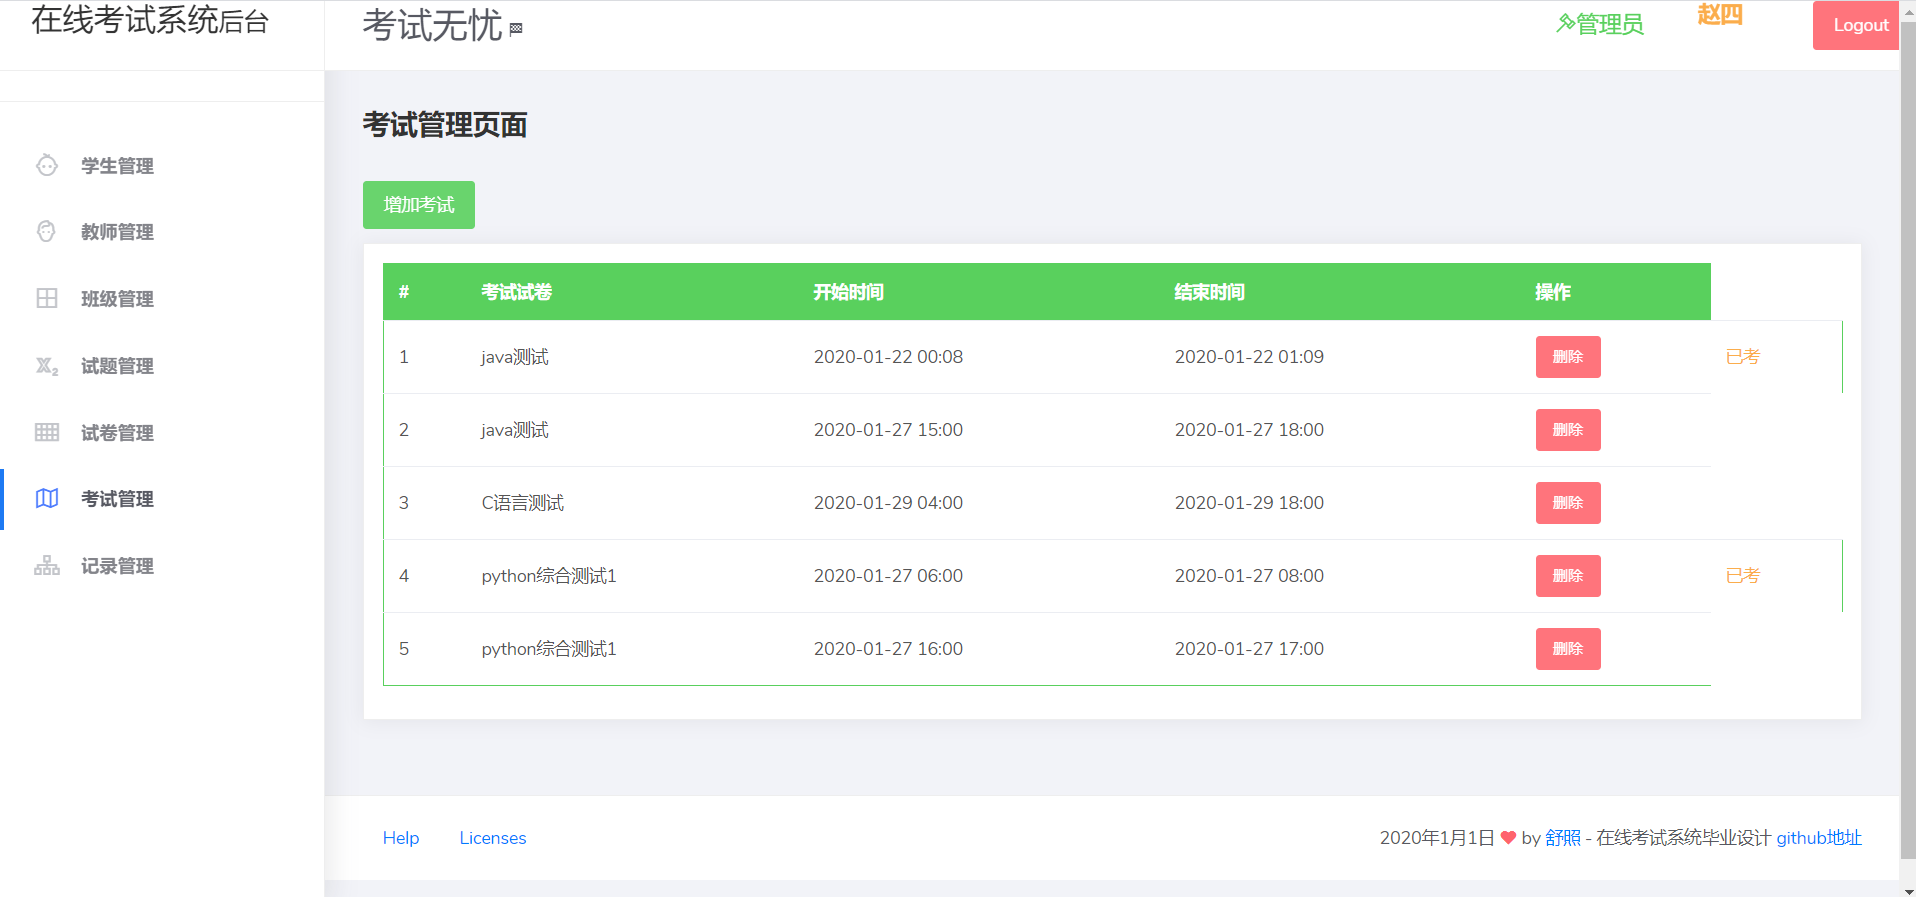 在线考试系统后台
考试无忧
管理员
赵四
Logout
学生管理
教师管理
班级管理
试题管理
试卷管理
考试管理
记录管理
考试管理页面
增加考试
# 考试试卷 开始时间 结束时间 操作
1 java测试 2020-01-22 00:08 2020-01-22 01:09 删除 已考
2 java测试 2020-01-27 15:00 2020-01-27 18:00 删除
3 C语言测试 2020-01-29 04:00 2020-01-29 18:00 删除
4 python综合测试1 2020-01-27 06:00 2020-01-27 08:00 删除 已考
5 python综合测试1 2020-01-27 16:00 2020-01-27 17:00 删除
Help Licenses
2020年1月1日 ❤ by 舒照 - 在线考试系统毕业设计 github地址